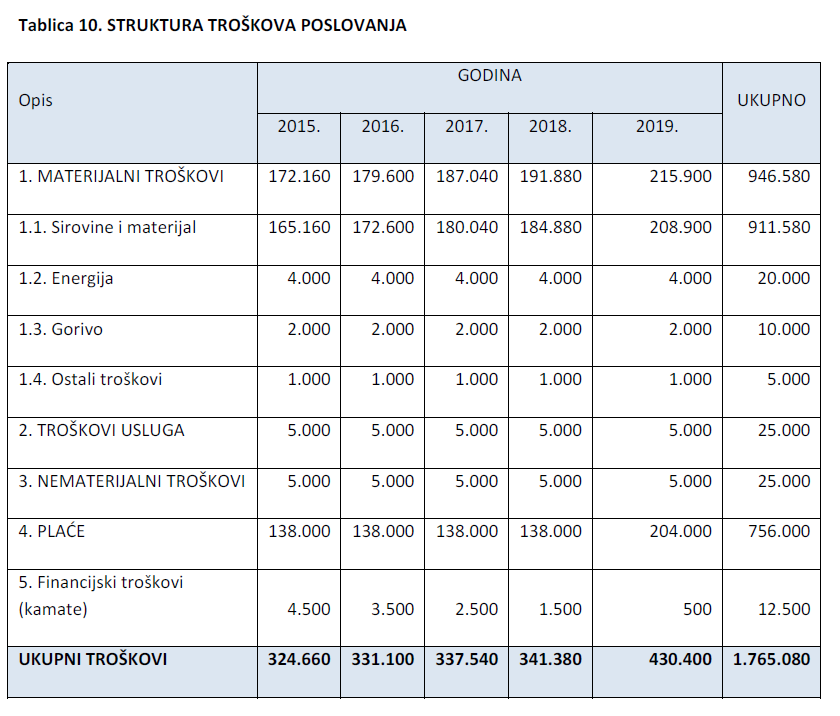 Tablica 10. STRUKTURA TROŠKOVA POSLOVANJA
Opis GODINA UKUPNO
2015. 2016. 2017. 2018. 2019.
1. MATERIJALNI TROŠKOVI 172.160 179.600 187.040 191.880 215.900 946.580
1.1. Sirovine i materijal 165.160 172.600 180.040 184.880 208.900 911.580
1.2. Energija 4.000 4.000 4.000 4.000 4.000 20.000
1.3. Gorivo 2.000 2.000 2.000 2.000 2.000 10.000
1.4. Ostali troškovi 1.000 1.000 1.000 1.000 1.000 5.000
2. TROŠKOVI USLUGA 5.000 5.000 5.000 5.000 5.000 25.000
3. NEMATERIJALNI TROŠKOVI 5.000 5.000 5.000 5.000 5.000 25.000
4. PLAĆE 138.000 138.000 138.000 138.000 204.000 756.000
5. Financijski troškovi
(kamate) 4.500 3.500 2.500 1.500 500 12.500
UKUPNI TROŠKOVI 324.660 331.100 337.540 341.380 430.400 1.765.080